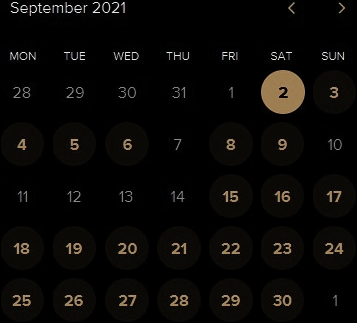 September 2021
MON TUE WED THU FRI SAT SUN
28 29 30 31 1 2 3
4 5 6 7 8 9 10
11 12 13 14 15 16 17
18 19 20 21 22 23 24
25 26 27 28 29 30 1